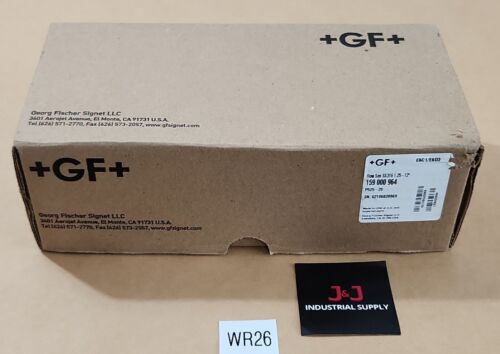 +GF+
Georg Fischer Signet LLC
3401 Aerojet Avenue, El Monte, CA 91731 U.S.A.
Tel.(626) 571-2770, Fax (626) 573-2057, www.gfsignet.com
+GF+
Georg Fischer Signet LLC
3401 Aerojet Avenue, El Monte, CA 91731 U.S.A.
Tel.(626) 571-2770, Fax (626) 573-2057, www.gfsignet.com
+GF+
+GF+
159 000 964
J&J
INDUSTRIAL SUPPLY
WR26